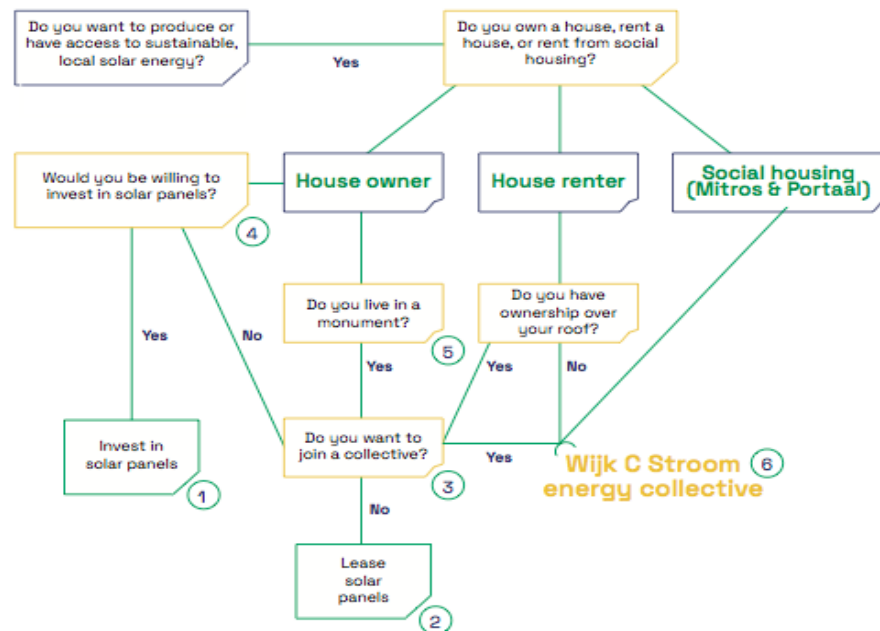 Do you want to produce or
have access to sustainable,
local solar energy?
Yes
Do you own a house, rent a
house, or rent from social
housing?
Would you be willing to
invest in solar panels?
4
House owner
House renter
Social housing
(Mitros & Portaal)
Do you live in a
monument?
5
Do you have
ownership over
your roof?
Yes
No
Yes
Yes
No
Invest in
solar panels
1
Do you want to
join a collective?
3
Yes
Wijk C Stroom
energy collective
6
No
Lease
solar
panels
2